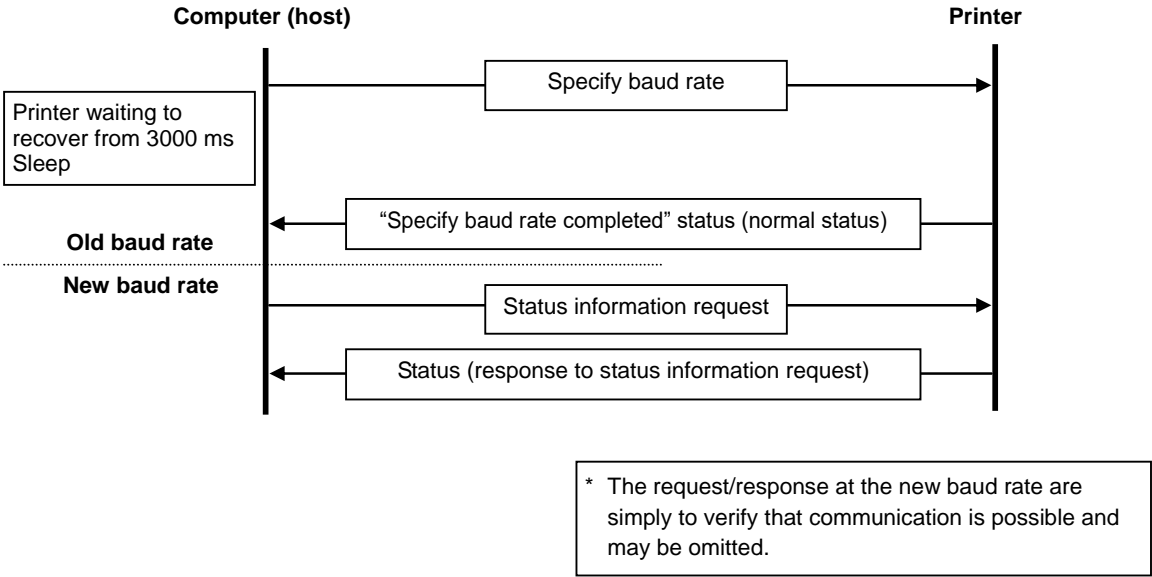 Computer (host)
Printer
Specify baud rate
Printer waiting to
recover from 3000 ms
Sleep
“Specify baud rate completed” status (normal status)
Old baud rate
New baud rate
Status information request
Status (response to status information request)
* The request/response at the new baud rate are
simply to verify that communication is possible and
may be omitted.